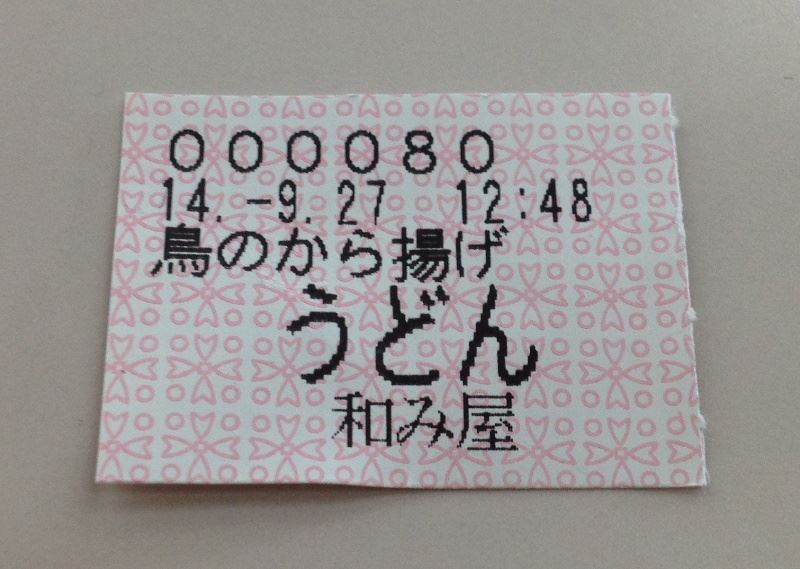 000080
14.-9.27 12:48
鳥のから揚げ
うどん
和み屋